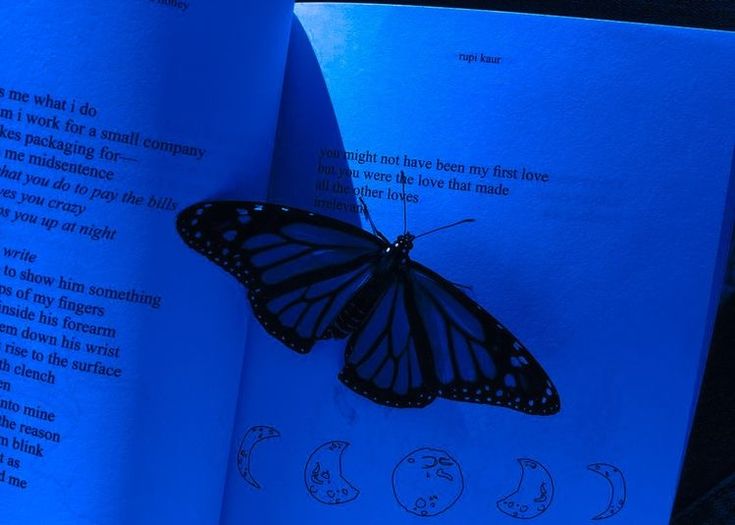 honey
s me what i do
m i work for a small company
kes packaging for—
me midsentence
hat you do to pay the bills
ves you crazy
s you up at night
write
to show him something
ps of my fingers
inside his forearm
em down his wrist
rise to the surface
th clench
en
nto mine
the reason
m blink
t as
d me
rupi kaur
you might not have been my first love
but you were the love that made
all the other loves
irrelevant